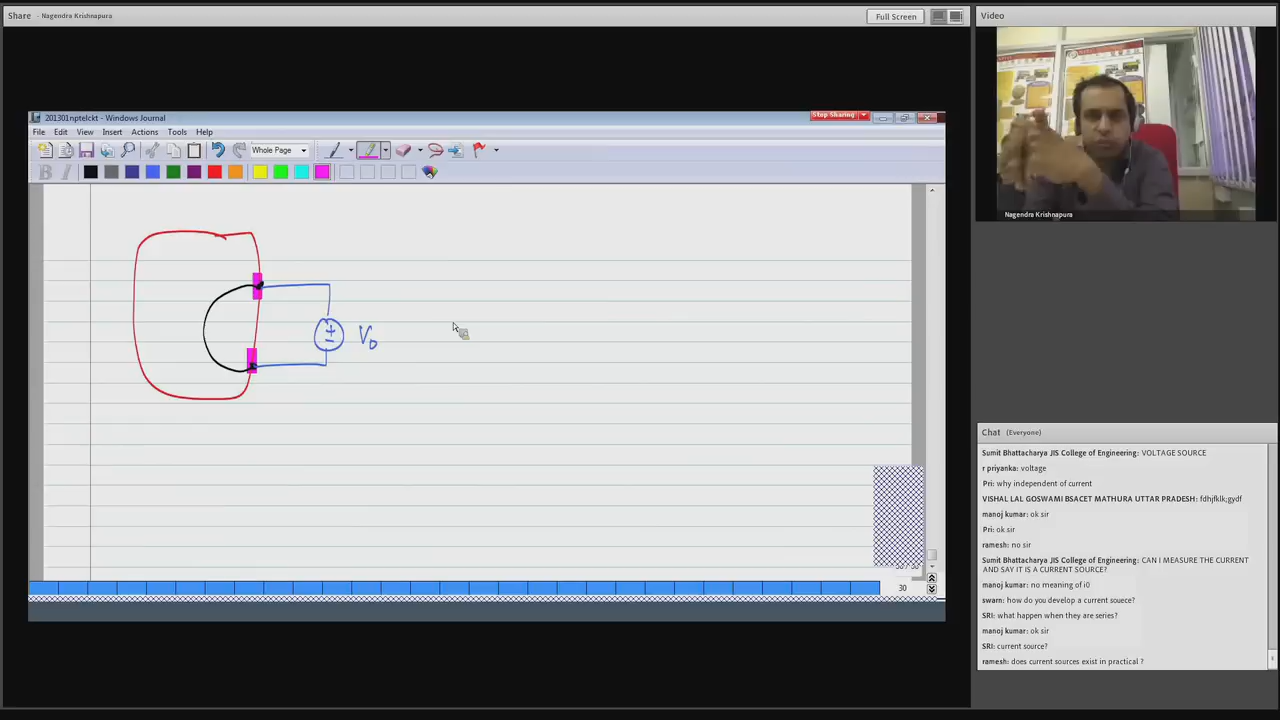 Share - Nagendra Krishnapura
Full Screen
Video
201301nptelckt - Windows Journal
Stop Sharing
File Edit View Insert Actions Tools Help
Whole Page
B I
+
-
V0
30
Nagendra Krishnapura
Chat (Everyone)
Sumit Bhattacharya JIS College of Engineering: VOLTAGE SOURCE
r priyanka: voltage
Pri: why independent of current
VISHAL LAL GOSWAMI BSACET MATHURA UTTAR PRADESH: fdhjfklk;gydf
manoj kumar: ok sir
Pri: ok sir
ramesh: no sir
Sumit Bhattacharya JIS College of Engineering: CAN I MEASURE THE CURRENT
AND SAY IT IS A CURRENT SOURCE?
manoj kumar: no meaning of i0
swarn: how do you develop a current souece?
SRI: what happen when they are series?
manoj kumar: ok sir
SRI: current source?
ramesh: does current sources exist in practical ?